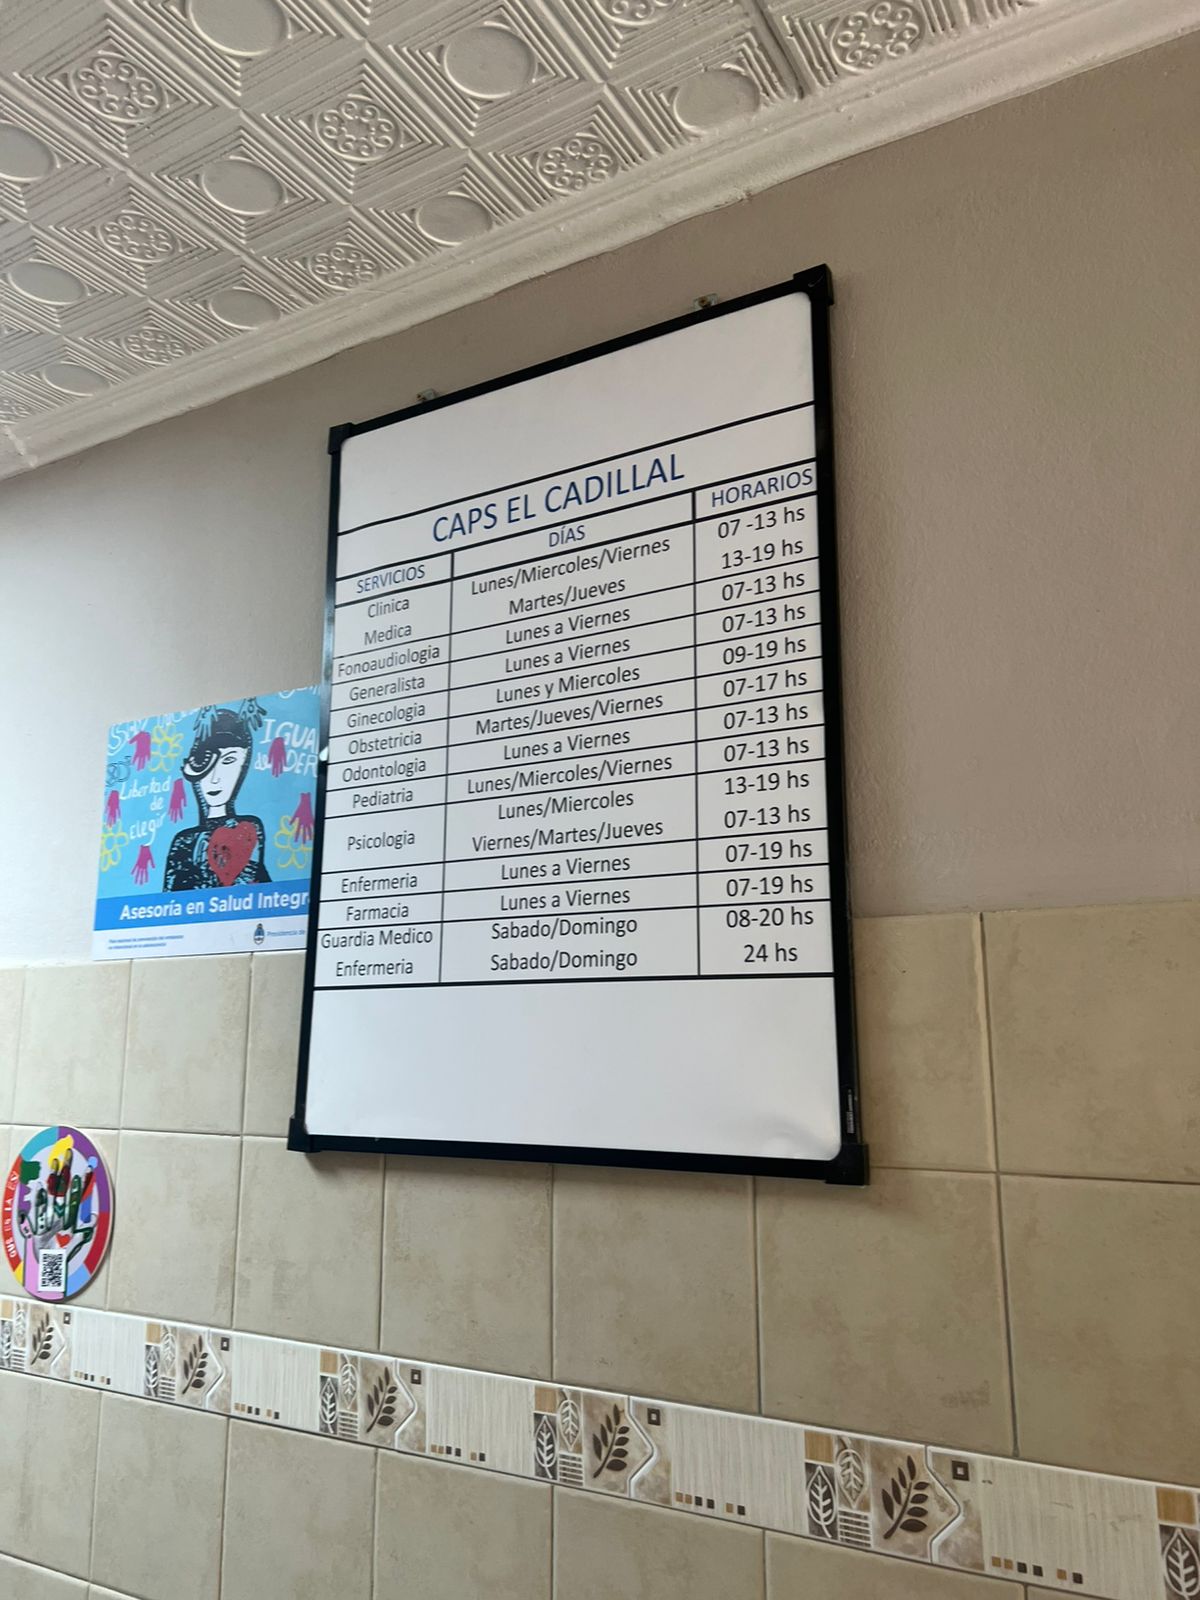 CAPS EL CADILLAL
SERVICIOS DÍAS HORARIOS
Clinica Lunes/Miercoles/Viernes 07 -13 hs
Medica Martes/Jueves 13-19 hs
Fonoaudiologia Lunes a Viernes 07-13 hs
Generalista Lunes a Viernes 07-13 hs
Ginecologia Lunes y Miercoles 09-19 hs
Obstetricia Martes/Jueves/Viernes 07-17 hs
Odontologia Lunes a Viernes 07-13 hs
Pediatria Lunes/Miercoles/Viernes 07-13 hs
Psicologia Lunes/Miercoles 13-19 hs
Viernes/Martes/Jueves 07-13 hs
Enfermeria Lunes a Viernes 07-19 hs
Farmacia Lunes a Viernes 07-19 hs
Guardia Medico Sabado/Domingo 08-20 hs
Enfermeria Sabado/Domingo 24 hs
Libertad
de
elegir
Asesoría en Salud
Presidencia de